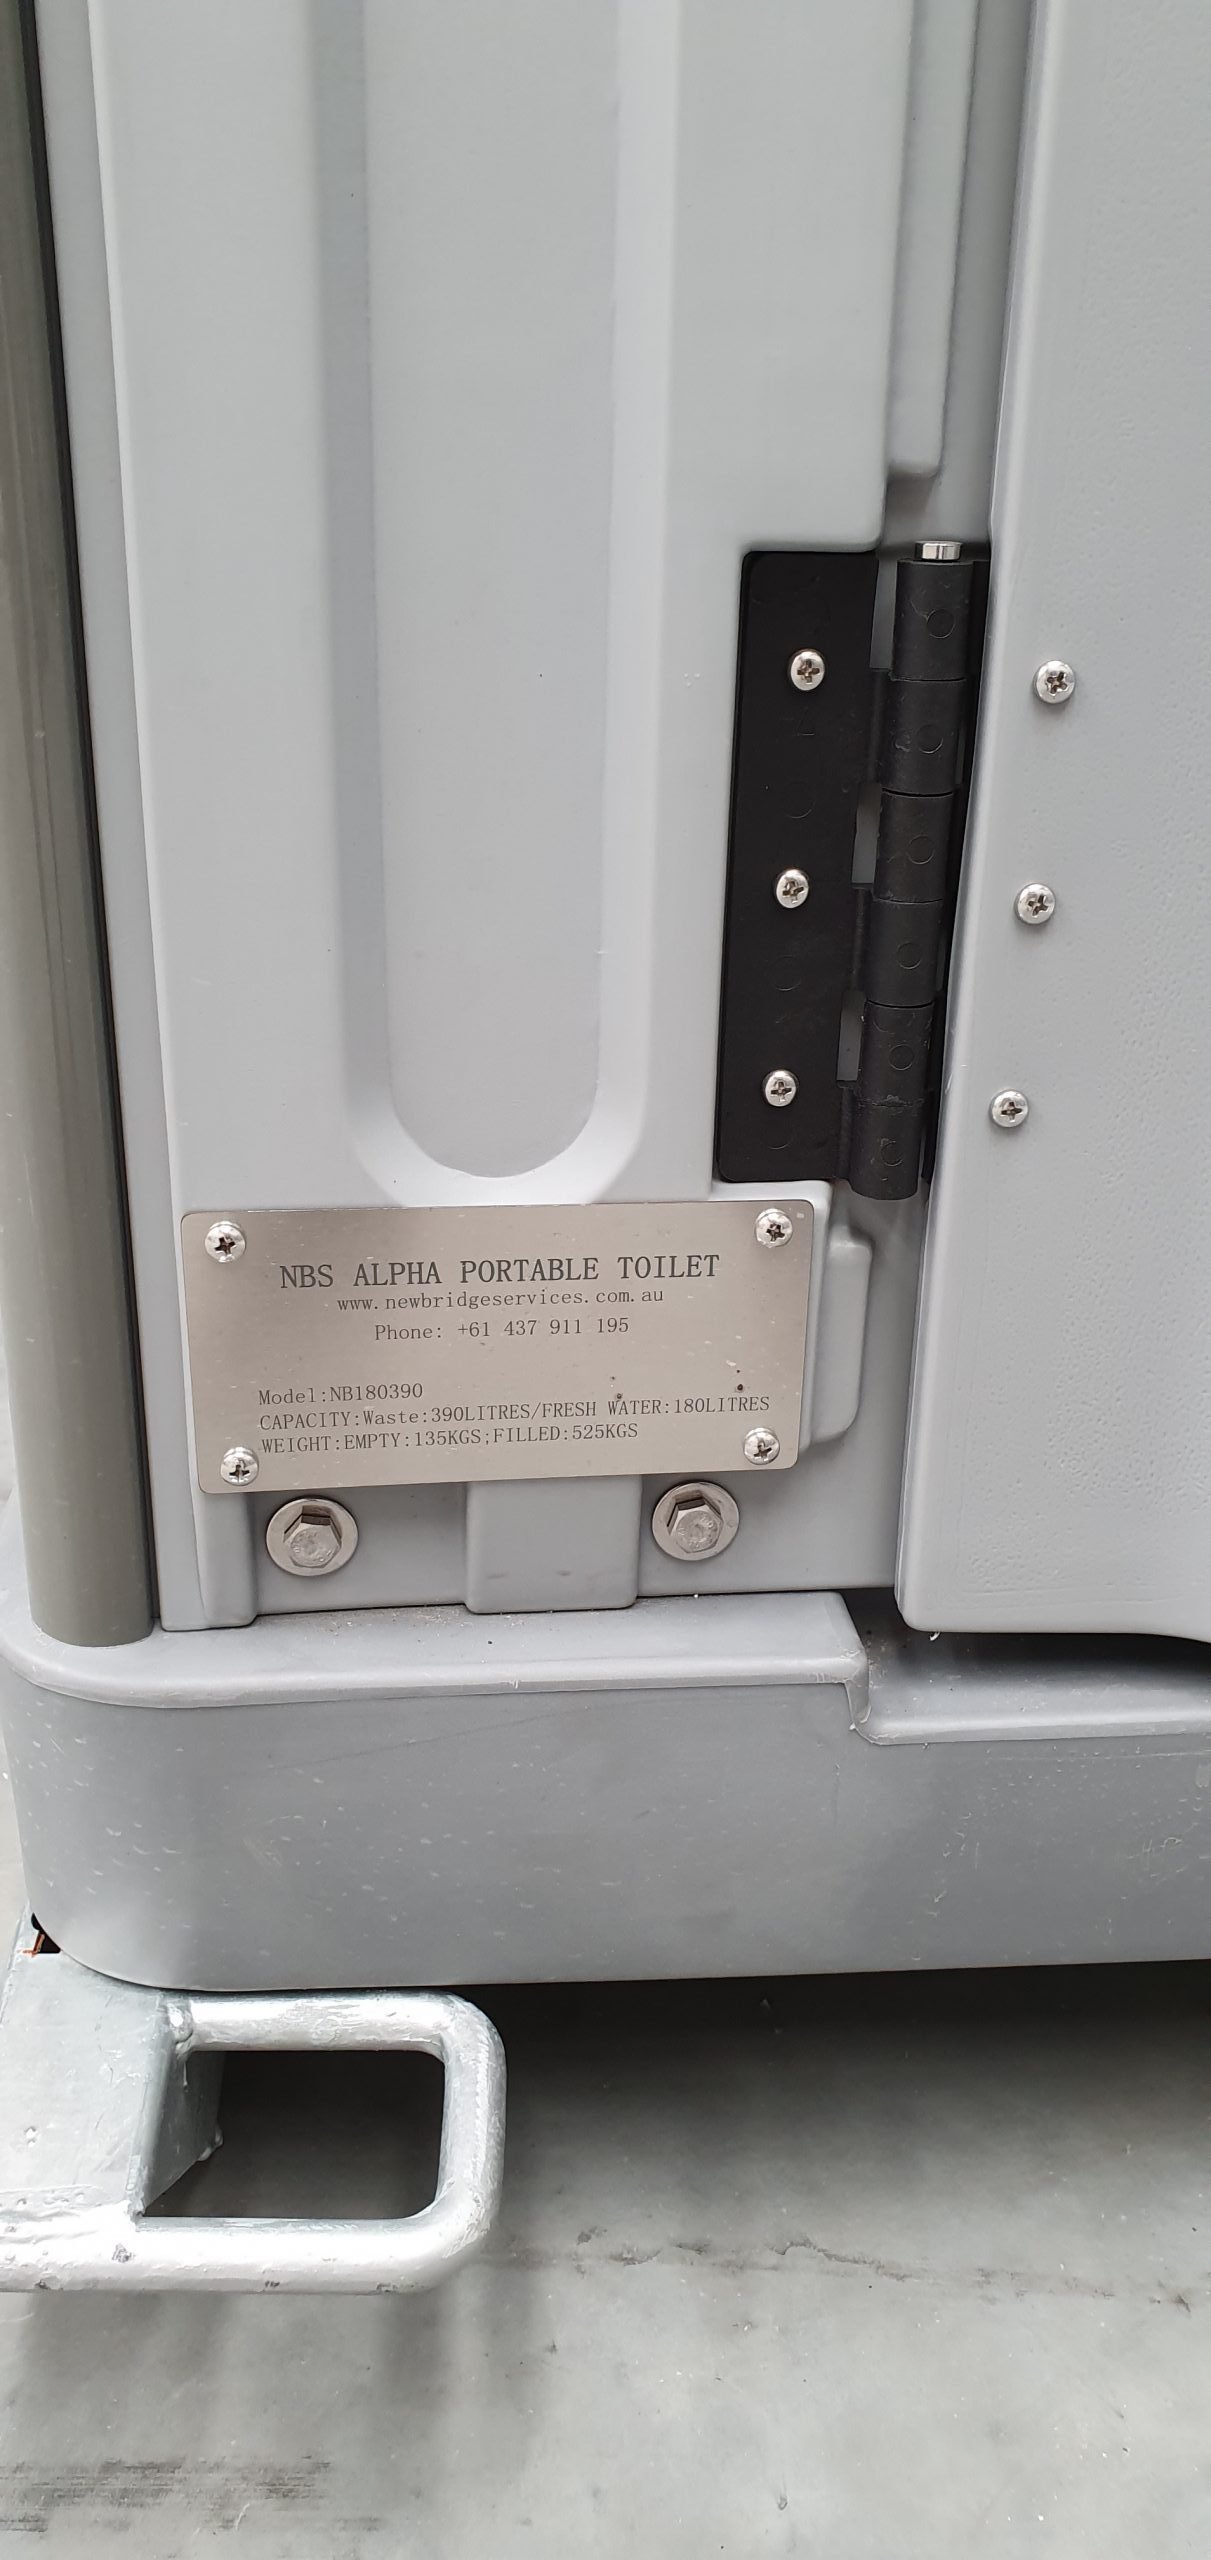 NBS ALPHA PORTABLE TOILET
www.newbridgeservices.com.au
Phone: +61 437 911 195
Model:NB180390
CAPACITY:Waste:390LITRES/FRESH WATER:180LITRES
WEIGHT:EMPTY:135KGS;FILLED:525KGS